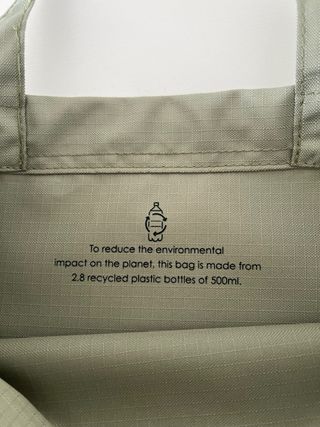 To reduce the environmental
impact on the planet, this bag is made from
2.8 recycled plastic bottles of 500ml.